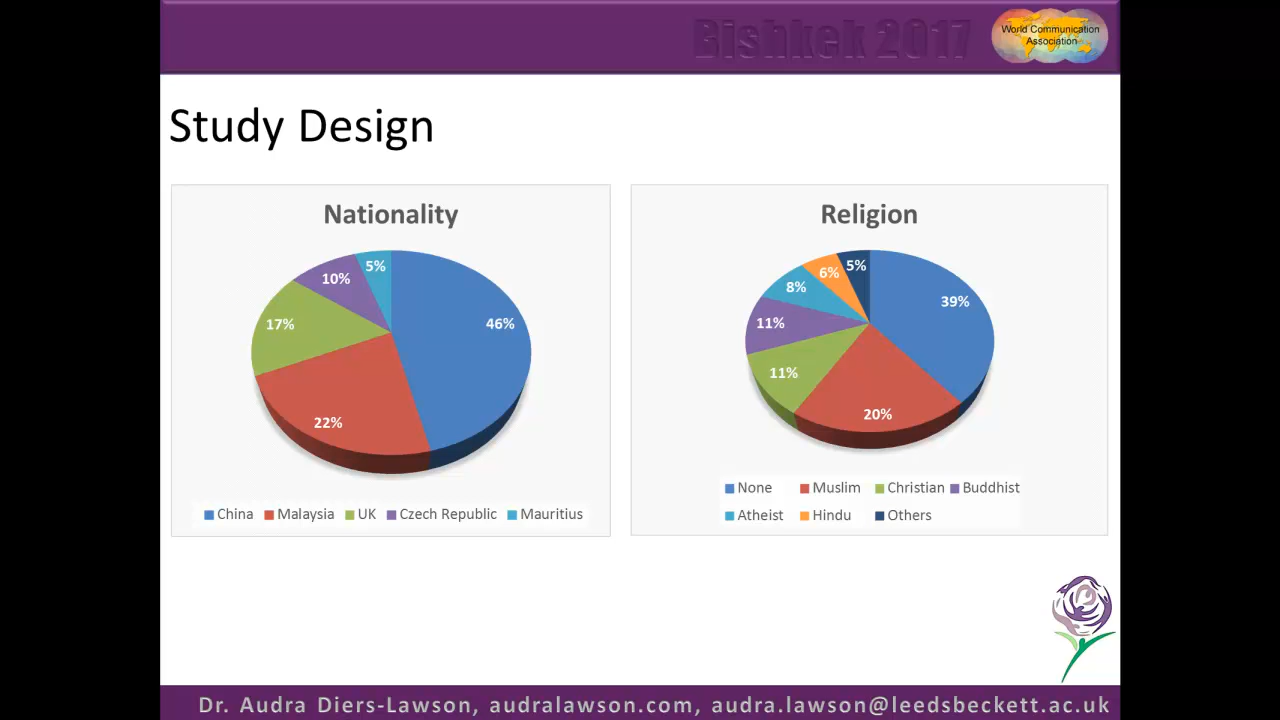 Bishkek 2017
World Communication
Association
Study Design
Nationality
5%
10%
17%
46%
22%
China Malaysia UK Czech Republic Mauritius
Religion
5%
6%
8%
39%
11%
11%
20%
None Muslim Christian Buddhist
Atheist Hindu Others
Dr. Audra Diers-Lawson, audralawson.com, audra.lawson@leedsbeckett.ac.uk